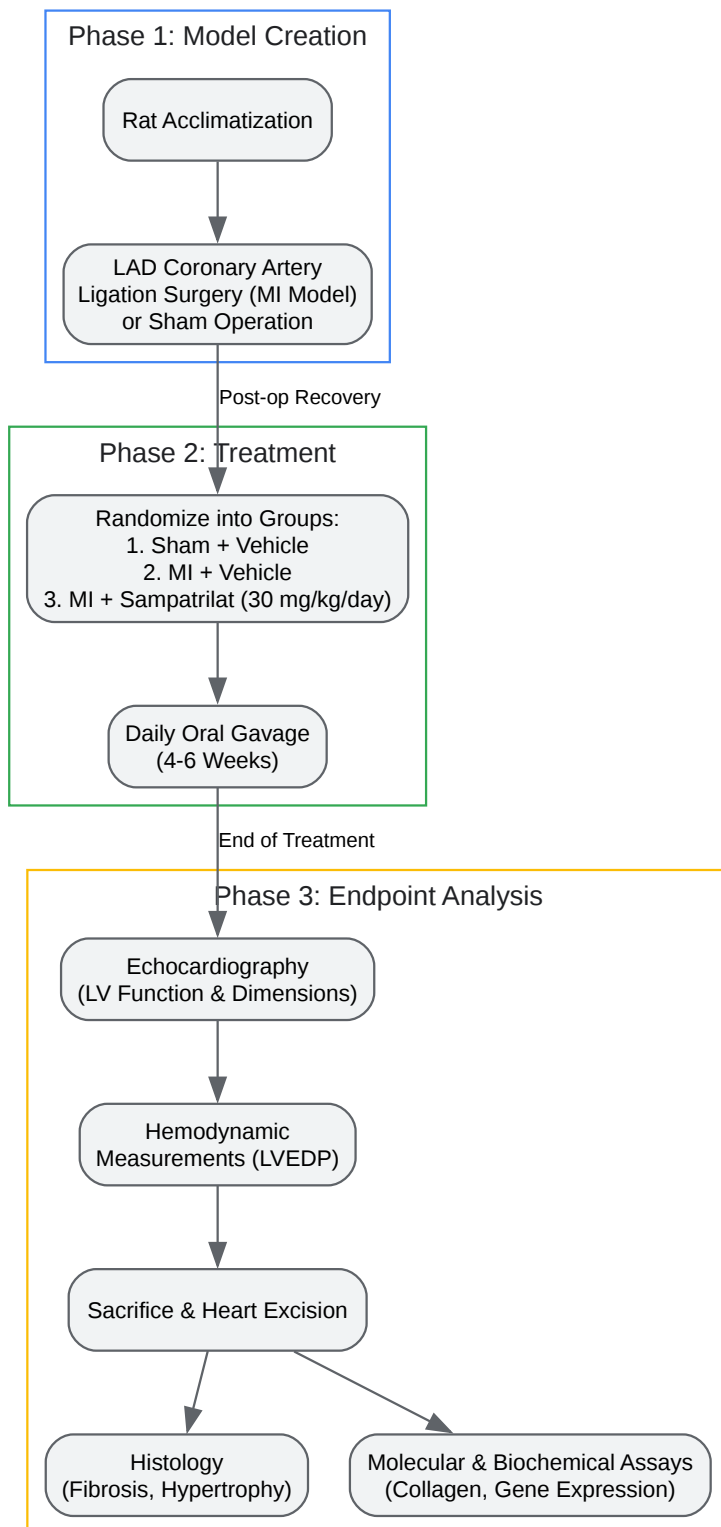 Phase 1: Model Creation
Rat Acclimatization
LAD Coronary Artery
Ligation Surgery (MI Model)
or Sham Operation
Post-op Recovery
Phase 2: Treatment
Randomize into Groups:
1. Sham + Vehicle
2. MI + Vehicle
3. MI + Sampatrilat (30 mg/kg/day)
Daily Oral Gavage
(4-6 Weeks)
End of Treatment
Phase 3: Endpoint Analysis
Echocardiography
(LV Function & Dimensions)
Hemodynamic
Measurements (LVEDP)
Sacrifice & Heart Excision
Histology
(Fibrosis, Hypertrophy)
Molecular & Biochemical Assays
(Collagen, Gene Expression)